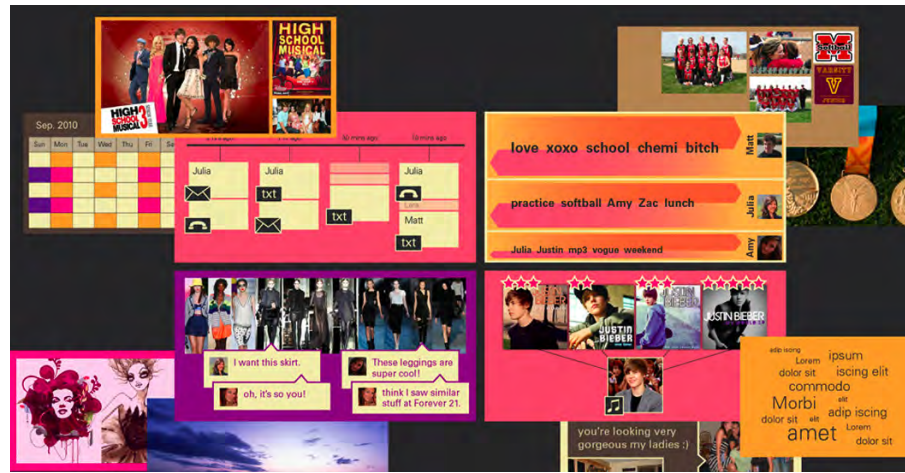 HIGH
SCHOOL
MUSICAL
HIGH
SCHOOL
MUSICAL
3
M
Softball
VARSITY
V
Sep. 2010
Sun Mon Tue Wed Thu Fri
10 mins ago
Julia
Julia
txt
txt
Matt
txt
love xoxo school chemi bitch
Matt
practice softball Amy Zac lunch
Julia
Julia Justin mp3 vogue weekend
Amy
I want this skirt.
oh, it's so you!
These leggings are
super cool!
think I saw similar
stuff at Forever 21.
JUSTIN
BIEBER
JUSTIN
BIEBER
JUSTIN BIEBER
adip iscing
Lorem ipsum
dolor sit iscing elit
commodo
Morbi elit
adip iscing
dolor sit elit
Lorem
amet dolor sit
you're looking very
gorgeous my ladies ;)